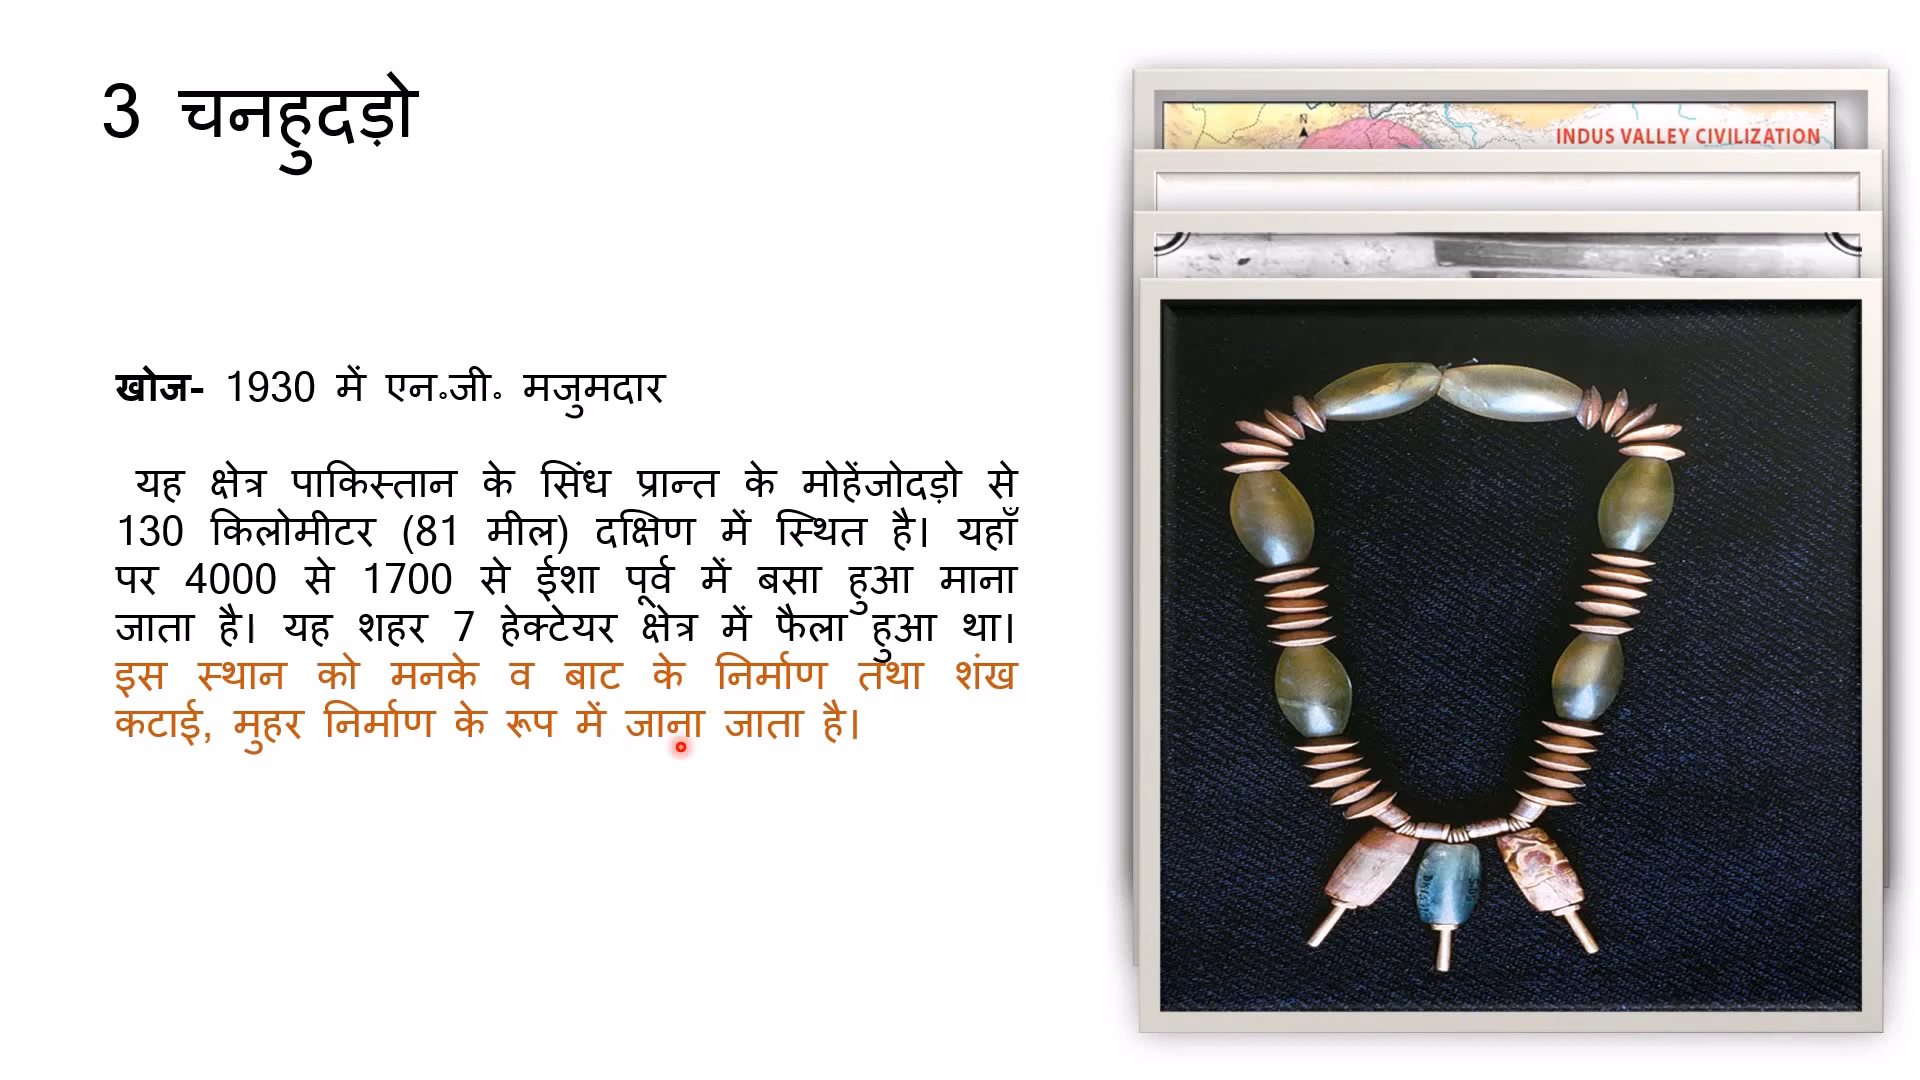 3 चनहुदड़ो
INDUS VALLEY CIVILIZATION
N
खोज- 1930 में एन॰जी॰ मजुमदार
यह क्षेत्र पाकिस्तान के सिंध प्रान्त के मोहेंजोदड़ो से
130 किलोमीटर (81 मील) दक्षिण में स्थित है। यहाँ
पर 4000 से 1700 से ईशा पूर्व में बसा हुआ माना
जाता है। यह शहर 7 हेक्टेयर क्षेत्र में फैला हुआ था।
इस स्थान को मनके व बाट के निर्माण तथा शंख
कटाई, मुहर निर्माण के रूप में जाना जाता है।